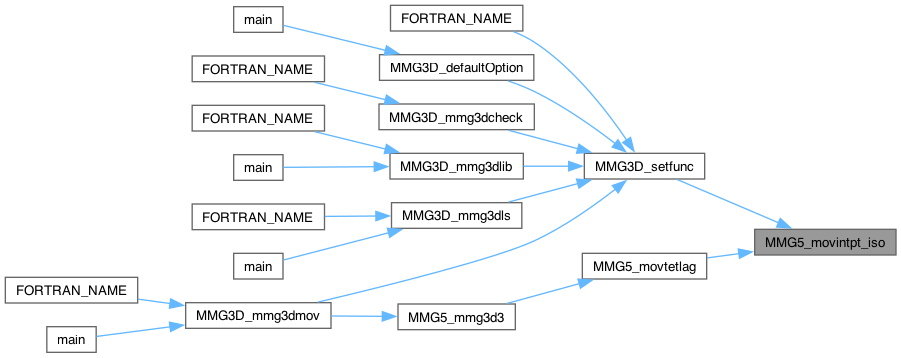 main
FORTRAN_NAME
MMG3D_defaultOption
FORTRAN_NAME
MMG3D_mmg3dcheck
FORTRAN_NAME
MMG3D_mmg3dlib
MMG3D_setfunc
main
MMG3D_mmg3dls
FORTRAN_NAME
MMG5_movintpt_iso
main
MMG5_movtetlag
FORTRAN_NAME
MMG3D_mmg3dmov
MMG5_mmg3d3
main